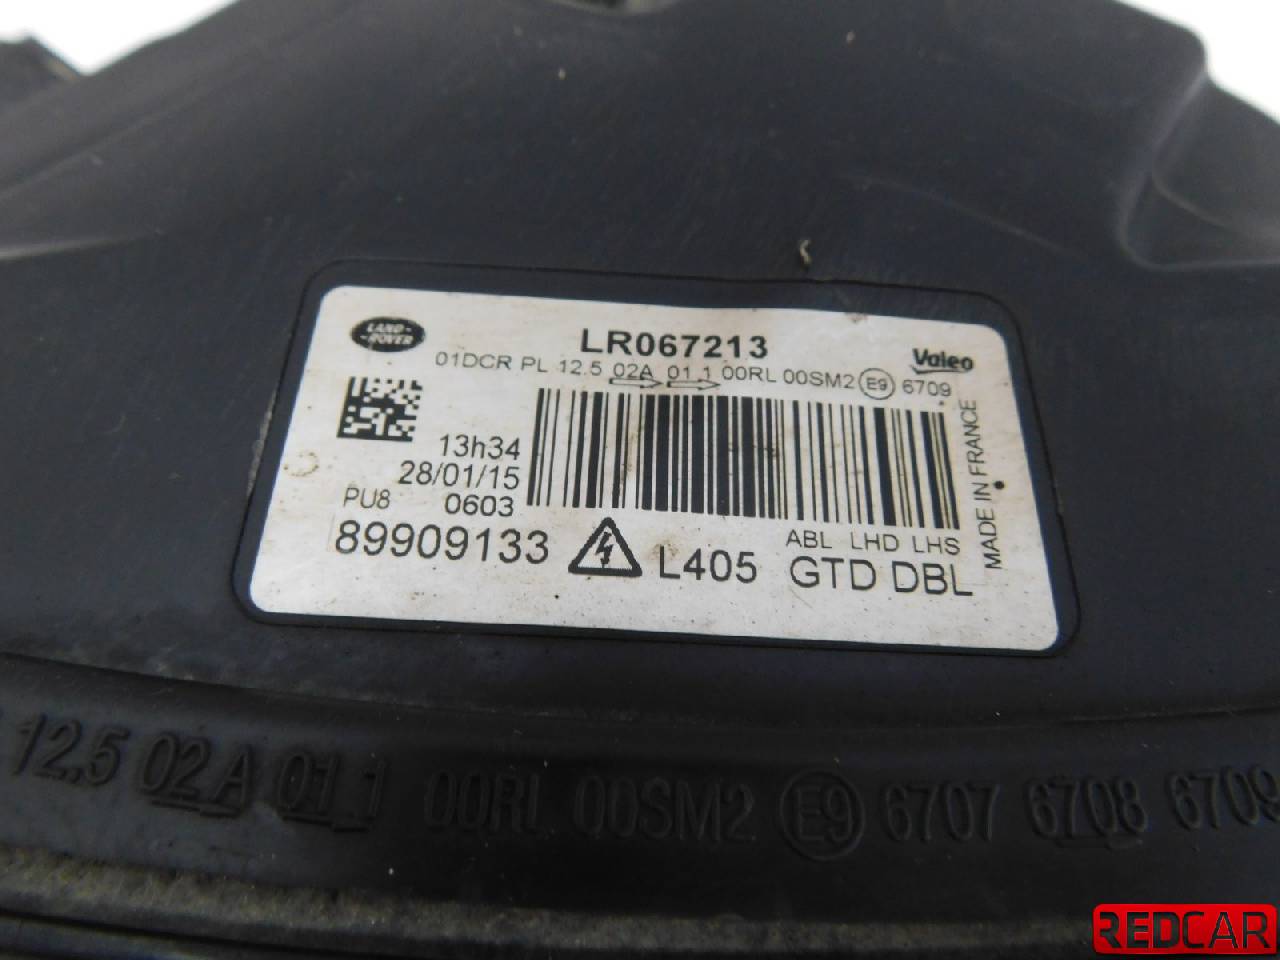 LAND-
-ROVER
LR067213
Valeo
01DCR PL 12.5 02A 01 1 00RL 00SM2 E9 6709
13h34
28/01/15
PU8 0603
89909133
L405
ABL LHD LHS
GTD DBL
MADE IN FRANCE
12,5 02A 01 1 00RL 00SM2 E9 6707 6708 6709
REDCAR